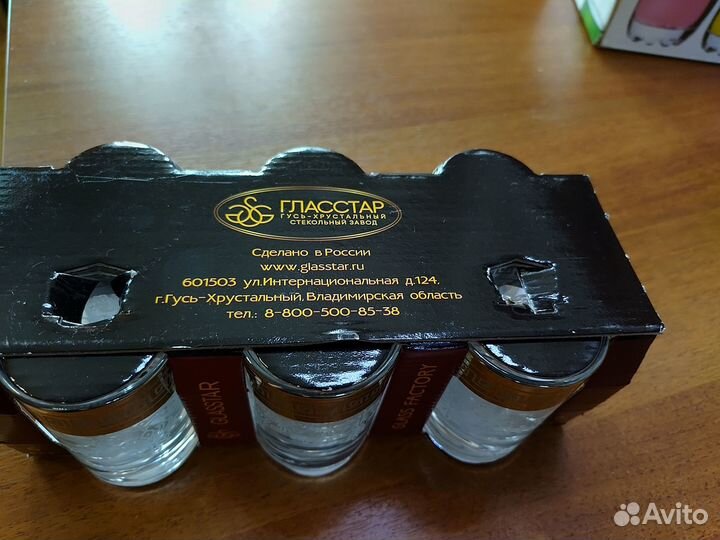 ГЛАССТАР
ГУСЬ-ХРУСТАЛЬНЫЙ
СТЕКОЛЬНЫЙ ЗАВОД
Сделано в России
www.glasstar.ru
601503 ул.Интернациональная д.124,
г.Гусь-Хрустальный, Владимирская область
тел.: 8-800-500-85-38
GLASSTAR
GLASS FACTORY
Avito